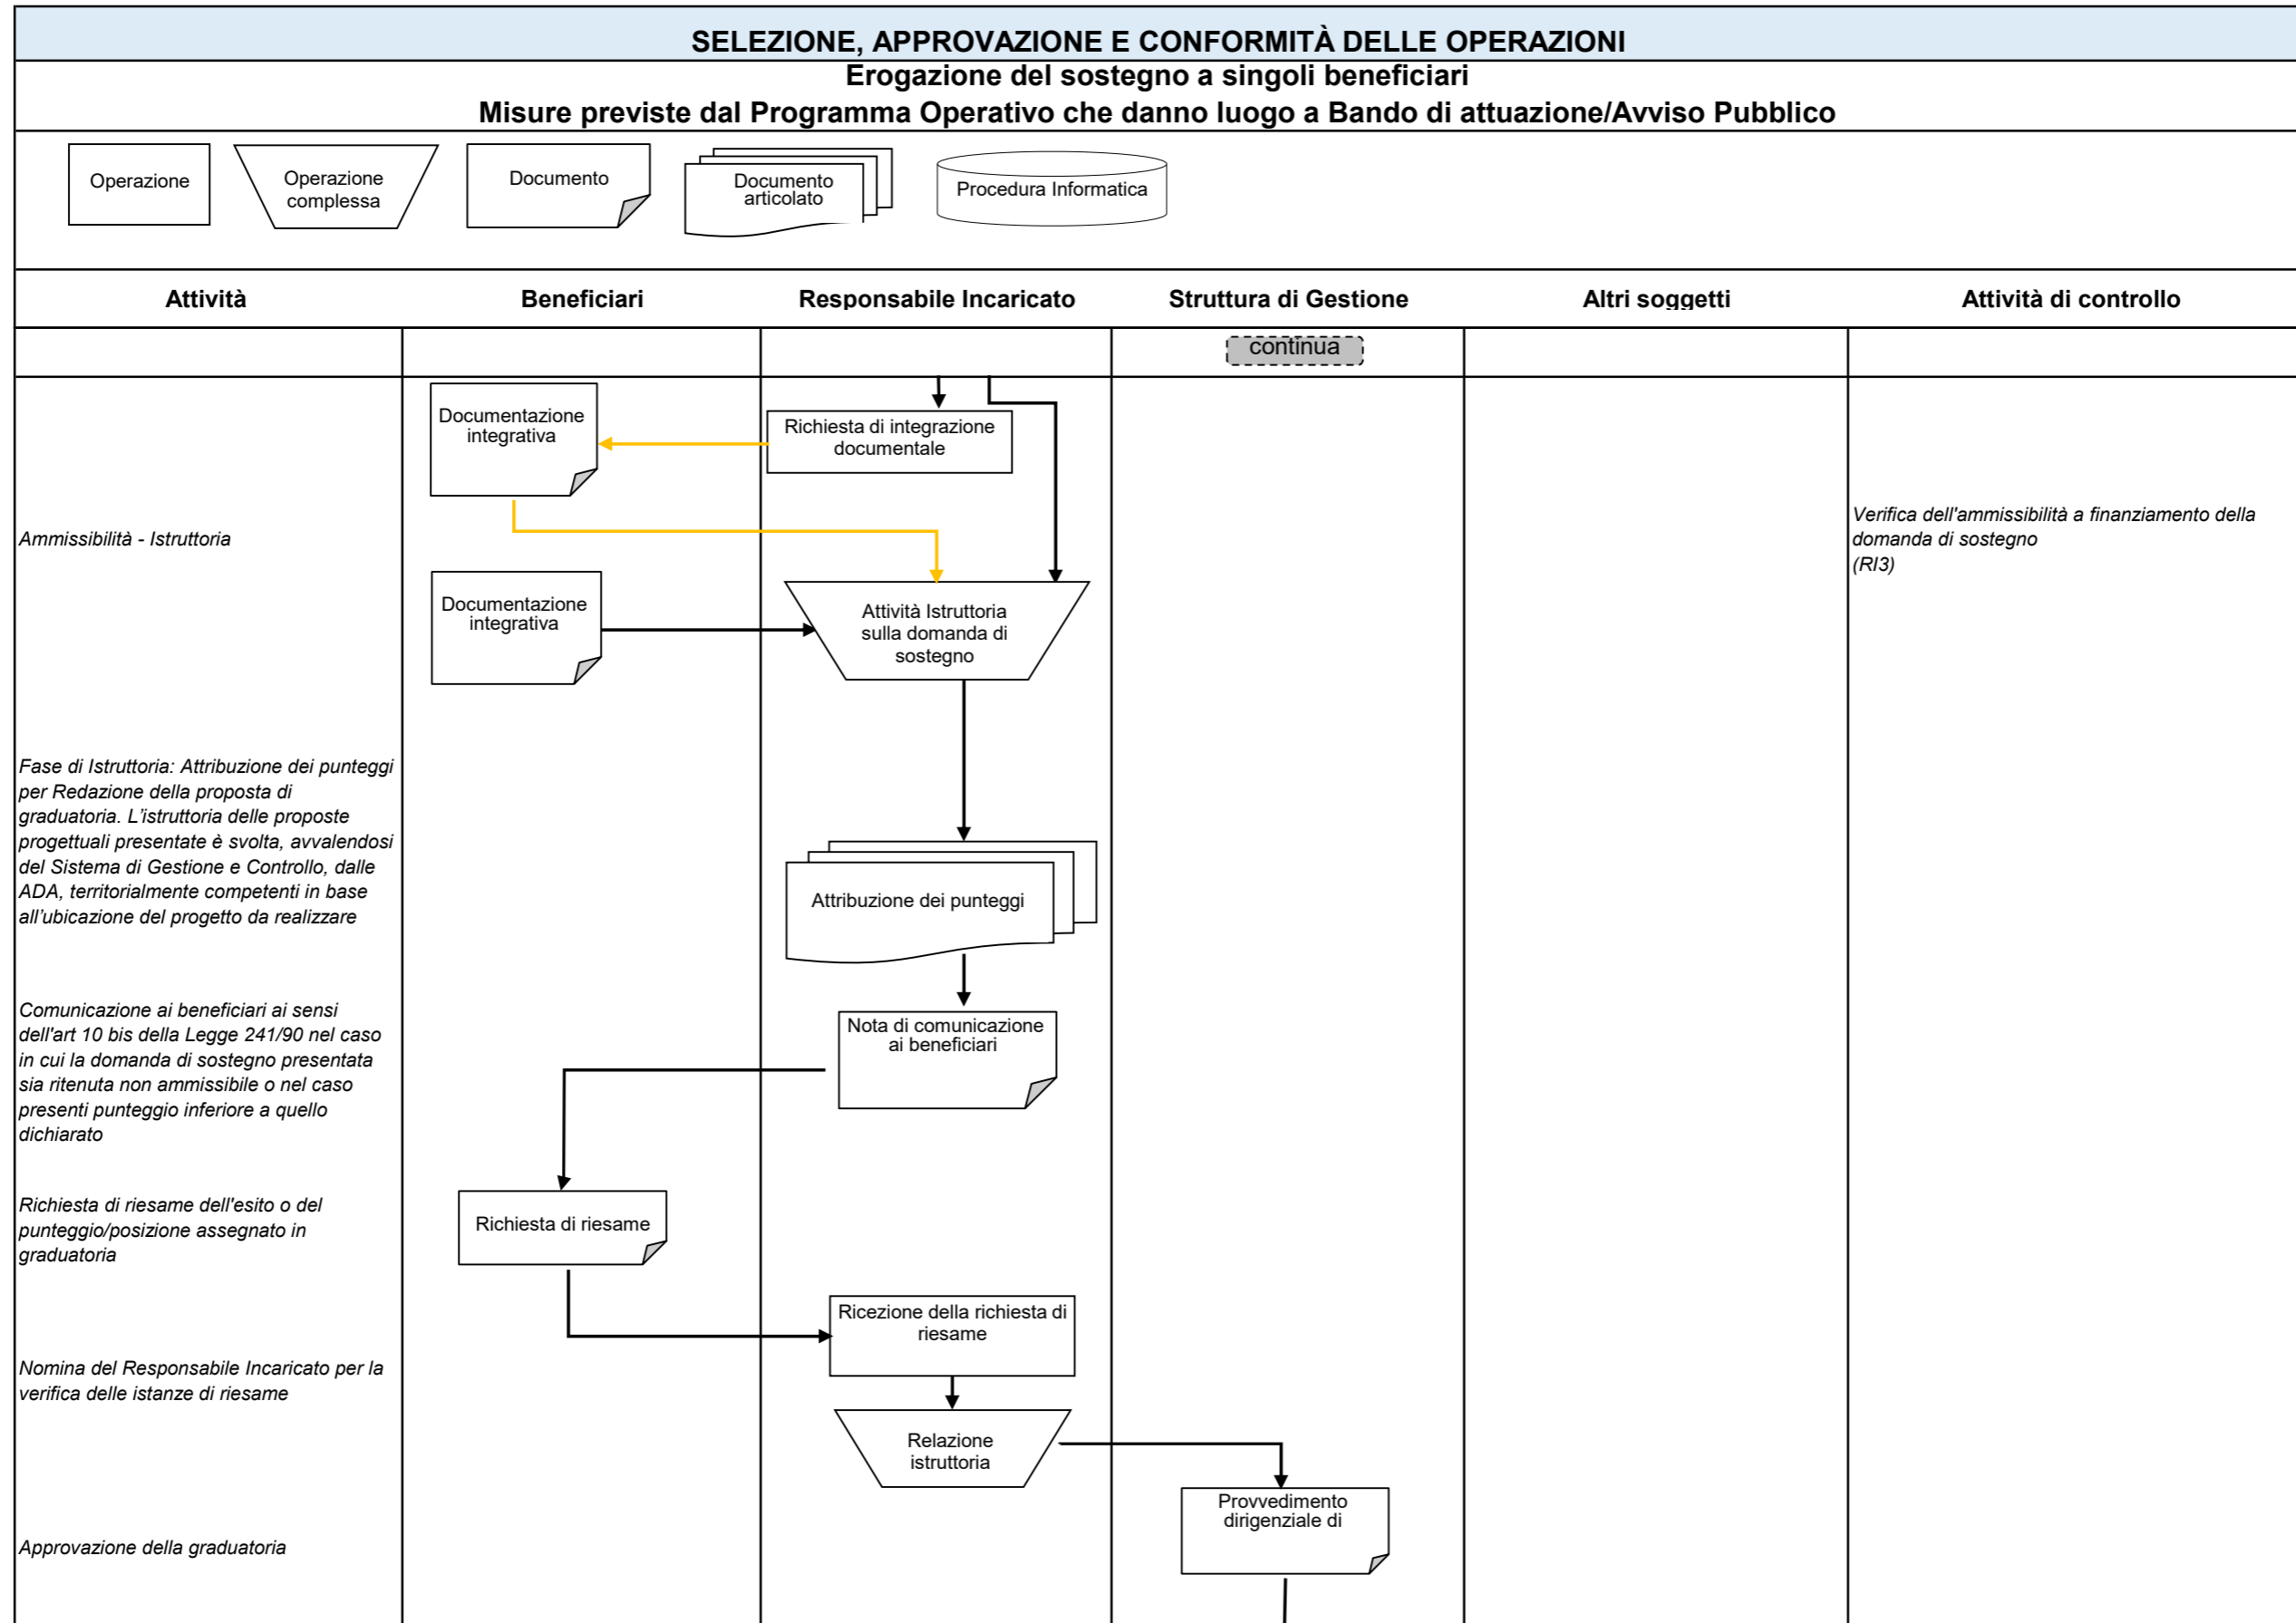 SELEZIONE, APPROVAZIONE E CONFORMITÀ DELLE OPERAZIONI
Erogazione del sostegno a singoli beneficiari
Misure previste dal Programma Operativo che danno luogo a Bando di attuazione/Avviso Pubblico
Operazione
Operazione
complessa
Documento
Documento
articolato
Procedura Informatica
Attività
Beneficiari
Responsabile Incaricato
Struttura di Gestione
Altri soggetti
Attività di controllo
continua
Documentazione
integrativa
Richiesta di integrazione
documentale
Ammissibilità - Istruttoria
Verifica dell'ammissibilità a finanziamento della
domanda di sostegno
(RI3)
Documentazione
integrativa
Attività Istruttoria
sulla domanda di
sostegno
Fase di Istruttoria: Attribuzione dei punteggi
per Redazione della proposta di
graduatoria. L'istruttoria delle proposte
progettuali presentate è svolta, avvalendosi
del Sistema di Gestione e Controllo, dalle
ADA, territorialmente competenti in base
all'ubicazione del progetto da realizzare
Attribuzione dei punteggi
Comunicazione ai beneficiari ai sensi
dell'art 10 bis della Legge 241/90 nel caso
in cui la domanda di sostegno presentata
sia ritenuta non ammissibile o nel caso
presenti punteggio inferiore a quello
dichiarato
Nota di comunicazione
ai beneficiari
Richiesta di riesame dell'esito o del
punteggio/posizione assegnato in
graduatoria
Richiesta di riesame
Ricezione della richiesta di
riesame
Nomina del Responsabile Incaricato per la
verifica delle istanze di riesame
Relazione
istruttoria
Provvedimento
dirigenziale di
Approvazione della graduatoria